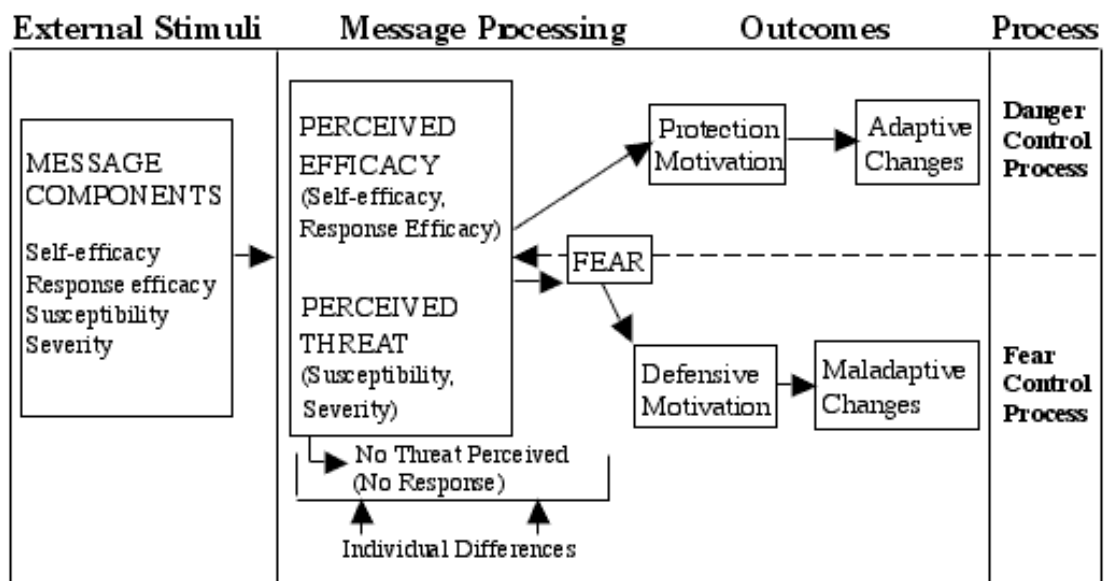 External Stimuli
Message Processing
Outcomes
Process
MESSAGE
COMPONENTS
Self-efficacy
Response efficacy
Susceptibility
Severity
PERCEIVED
EFFICACY
(Self-efficacy,
Response Efficacy)
PERCEIVED
THREAT
(Susceptibility,
Severity)
No Threat Perceived
(No Response)
Individual Differences
FEAR
Protection
Motivation
Adaptive
Changes
Defensive
Motivation
Maladaptive
Changes
Danger
Control
Process
Fear
Control
Process